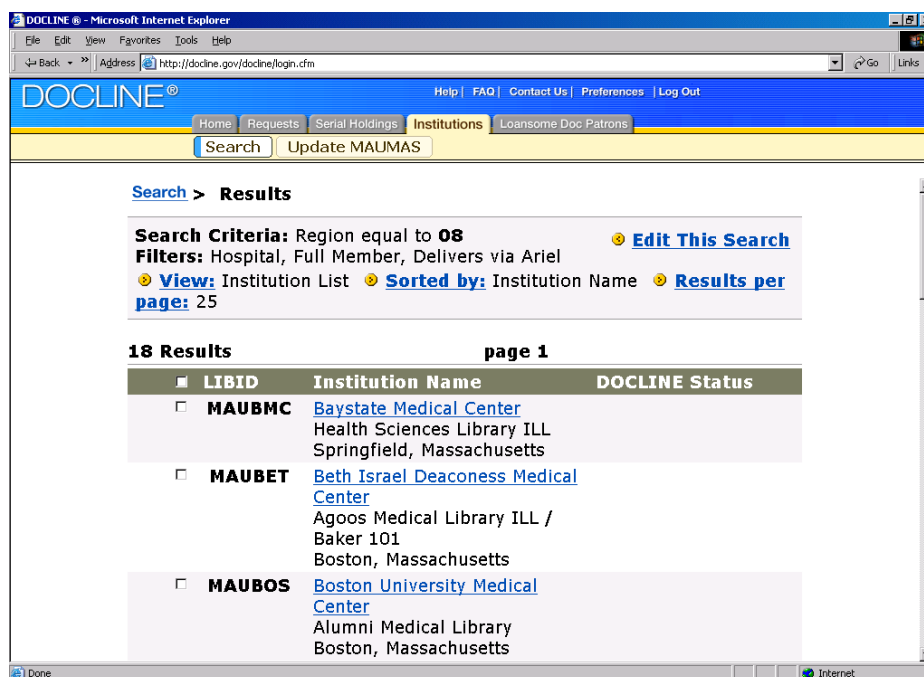 DOCLINE ® - Microsoft Internet Explorer
File Edit View Favorites Tools Help
Back » Address http://docline.gov/docline/login.cfm Go Links
DOCLINE®
Help | FAQ | Contact Us | Preferences | Log Out
Home Requests Serial Holdings Institutions Loansome Doc Patrons
Search Update MAUMAS
Search > Results
Search Criteria: Region equal to 08
Edit This Search
Filters: Hospital, Full Member, Delivers via Ariel
View: Institution List Sorted by: Institution Name Results per
page: 25
18 Results page 1
LIBID Institution Name DOCLINE Status
MAUBMC Baystate Medical Center
Health Sciences Library ILL
Springfield, Massachusetts
MAUBET Beth Israel Deaconess Medical
Center
Agoos Medical Library ILL /
Baker 101
Boston, Massachusetts
MAUBOS Boston University Medical
Center
Alumni Medical Library
Boston, Massachusetts
Done Internet